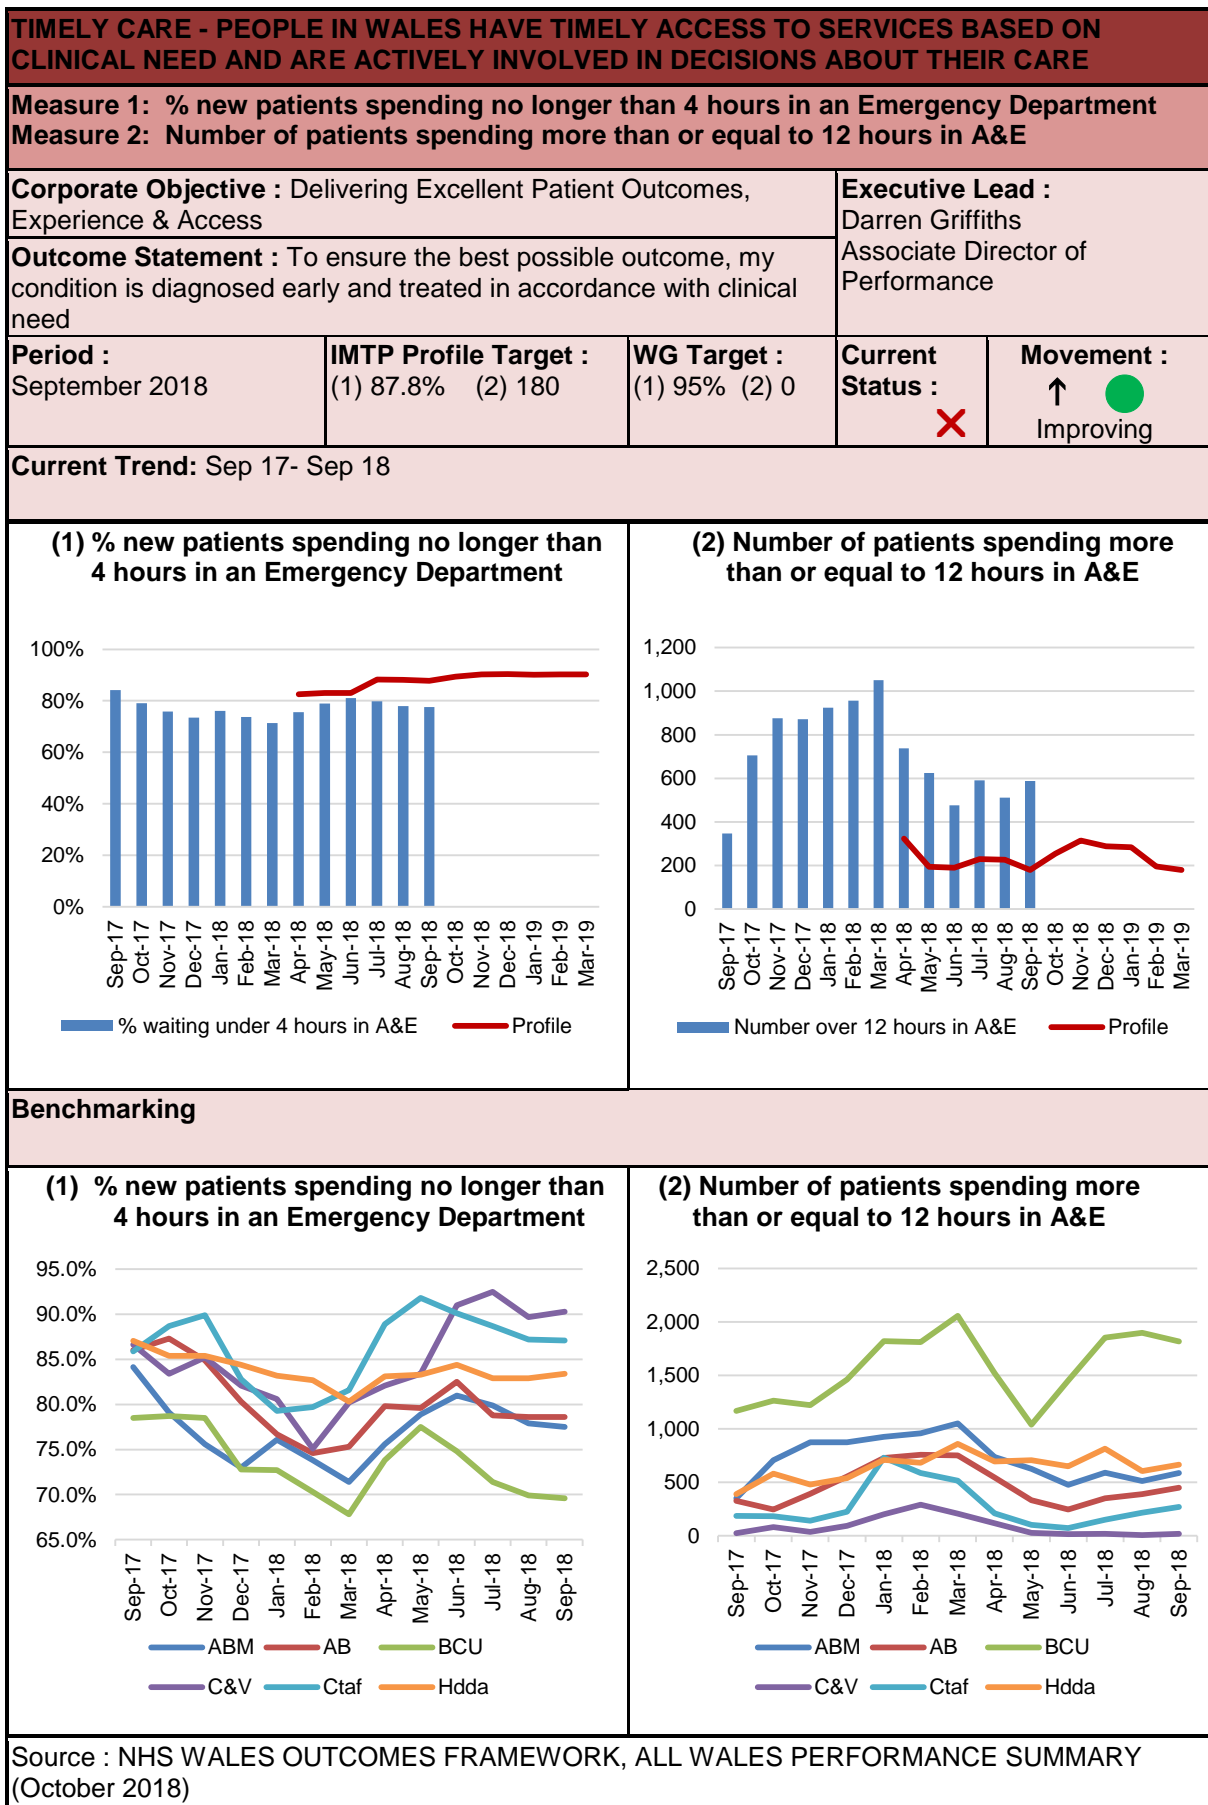 TIMELY CARE - PEOPLE IN WALES HAVE TIMELY ACCESS TO SERVICES BASED ON
CLINICAL NEED AND ARE ACTIVELY INVOLVED IN DECISIONS ABOUT THEIR CARE
Measure 1: % new patients spending no longer than 4 hours in an Emergency Department
Measure 2: Number of patients spending more than or equal to 12 hours in A&E
Corporate Objective : Delivering Excellent Patient Outcomes,
Experience & Access
Executive Lead :
Darren Griffiths
Associate Director of
Performance
Outcome Statement : To ensure the best possible outcome, my
condition is diagnosed early and treated in accordance with clinical
need
Period :
September 2018
IMTP Profile Target :
(1) 87.8% (2) 180
WG Target :
(1) 95% (2) 0
Current
Status :
Movement :
Improving
Current Trend: Sep 17- Sep 18
(1) % new patients spending no longer than
4 hours in an Emergency Department
100%
80%
60%
40%
20%
0%
Sep-17
Oct-17
Nov-17
Dec-17
Jan-18
Feb-18
Mar-18
Apr-18
May-18
Jun-18
Jul-18
Aug-18
Sep-18
Oct-18
Nov-18
Dec-18
Jan-19
Feb-19
Mar-19
% waiting under 4 hours in A&E
Profile
(2) Number of patients spending more
than or equal to 12 hours in A&E
1,200
1,000
800
600
400
200
0
Sep-17
Oct-17
Nov-17
Dec-17
Jan-18
Feb-18
Mar-18
Apr-18
May-18
Jun-18
Jul-18
Aug-18
Sep-18
Oct-18
Nov-18
Dec-18
Jan-19
Feb-19
Mar-19
Number over 12 hours in A&E
Profile
Benchmarking
(1) % new patients spending no longer than
4 hours in an Emergency Department
95.0%
90.0%
85.0%
80.0%
75.0%
70.0%
65.0%
Sep-17
Oct-17
Nov-17
Dec-17
Jan-18
Feb-18
Mar-18
Apr-18
May-18
Jun-18
Jul-18
Aug-18
Sep-18
ABM AB BCU
C&V Ctaf Hdda
(2) Number of patients spending more
than or equal to 12 hours in A&E
2,500
2,000
1,500
1,000
500
0
Sep-17
Oct-17
Nov-17
Dec-17
Jan-18
Feb-18
Mar-18
Apr-18
May-18
Jun-18
Jul-18
Aug-18
Sep-18
ABM AB BCU
C&V Ctaf Hdda
Source : NHS WALES OUTCOMES FRAMEWORK, ALL WALES PERFORMANCE SUMMARY
(October 2018)